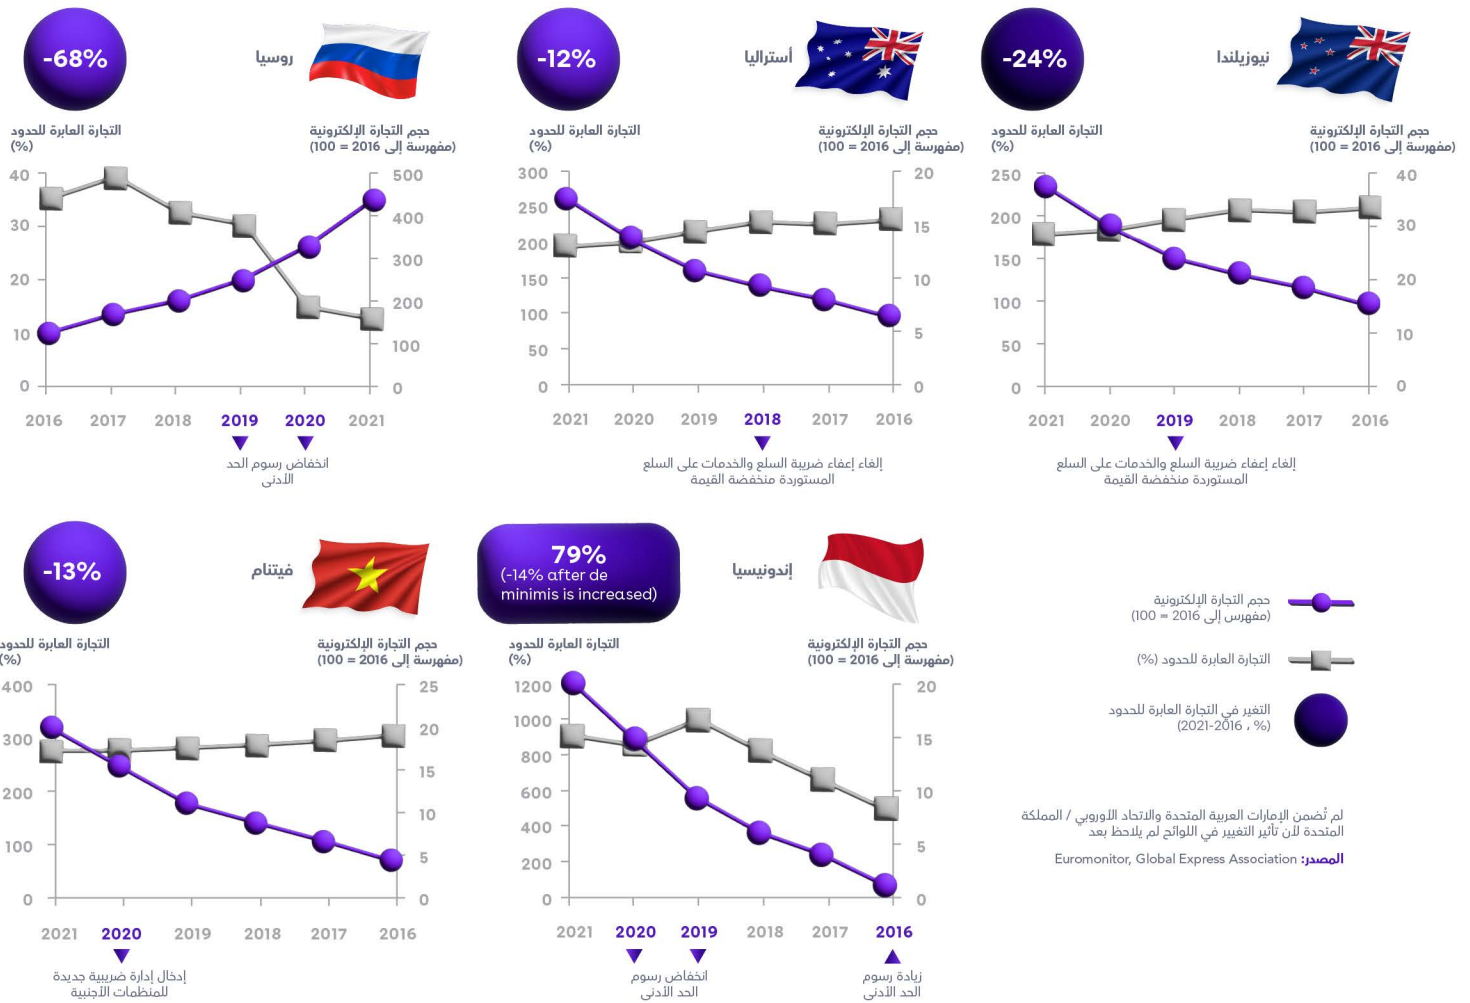 نيوزيلندا
-24%
حجم التجارة الإلكترونية
(مفهرسة إلى 2016 = 100)
التجارة العابرة للحدود
(%)
250
200
150
100
50
0
40
30
20
10
0
2021 2020 2019 2018 2017 2016
إلغاء إعفاء ضريبة السلع والخدمات على السلع
المستوردة منخفضة القيمة
أستراليا
-12%
حجم التجارة الإلكترونية
(مفهرسة إلى 2016 = 100)
التجارة العابرة للحدود
(%)
300
250
200
150
100
50
0
20
15
10
5
0
2021 2020 2019 2018 2017 2016
إلغاء إعفاء ضريبة السلع والخدمات على السلع
المستوردة منخفضة القيمة
روسيا
-68%
حجم التجارة الإلكترونية
(مفهرسة إلى 2016 = 100)
التجارة العابرة للحدود
(%)
40
30
20
10
0
500
400
300
200
100
0
2016 2017 2018 2019 2020 2021
انخفاض رسوم الحد
الأدنى
حجم التجارة الإلكترونية
(مفهرس إلى 2016 = 100)
التجارة العابرة للحدود (%)
التغير في التجارة العابرة للحدود
(% ، 2016-2021)
لم تُضمن الإمارات العربية المتحدة والاتحاد الأوروبي / المملكة
المتحدة لأن تأثير التغيير في اللوائح لم يلاحظ بعد
المصدر: Euromonitor, Global Express Association
إندونيسيا
79%
(-14% after de
minimis is increased)
حجم التجارة الإلكترونية
(مفهرسة إلى 2016 = 100)
التجارة العابرة للحدود
(%)
1200
1000
800
600
400
200
0
20
15
10
5
0
2021 2020 2019 2018 2017 2016
انخفاض رسوم
الحد الأدنى
زيادة رسوم
الحد الأدنى
فيتنام
-13%
حجم التجارة الإلكترونية
(مفهرسة إلى 2016 = 100)
التجارة العابرة للحدود
(%)
400
300
200
100
0
25
20
15
10
5
0
2021 2020 2019 2018 2017 2016
إدخال إدارة ضريبية جديدة
للمنظمات الأجنبية